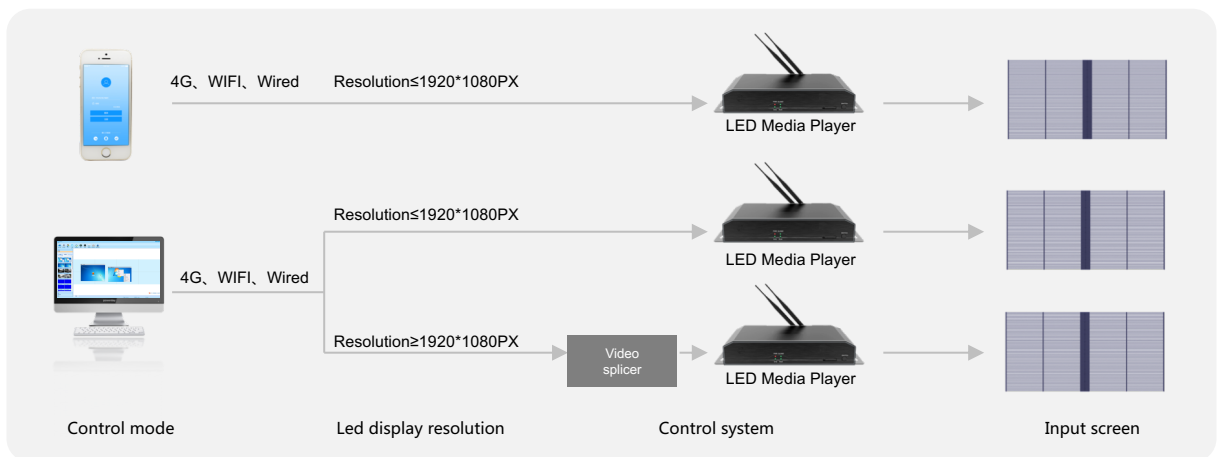 4G、WIFI、Wired
Resolution≤1920*1080PX
LED Media Player
Resolution≤1920*1080PX
LED Media Player
4G、WIFI、Wired
Resolution≥1920*1080PX
Video
splicer
LED Media Player
Control mode
Led display resolution
Control system
Input screen